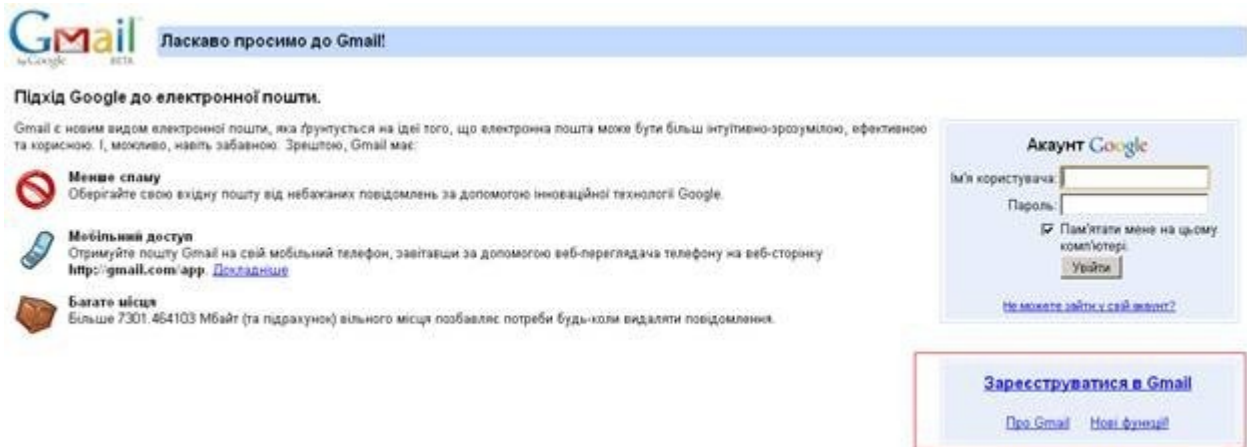 Gmail
by Google BETA
Ласкаво просимо до Gmail!
Підхід Google до електронної пошти.
Gmail є новим видом електронної пошти, яка ґрунтується на ідеї того, що електронна пошта може бути більш інтуїтивно-зрозумілою, ефективною
та корисною. І, можливо, навіть забавною. Зрештою, Gmail має:
Менше спаму
Оберігайте свою вхідну пошту від небажаних повідомлень за допомогою інноваційної технології Google.
Мобільний доступ
Отримуйте пошту Gmail на свій мобільний телефон, завітавши за допомогою веб-переглядача телефону на веб-сторінку
http://gmail.com/app. Докладніше
Багато місця
Більше 7301.464103 Мбайт (та підрахунок) вільного місця позбавляє потреби будь-коли видаляти повідомлення.
Акаунт Google
Ім'я користувача:
Пароль:
Пам'ятати мене на цьому
комп'ютері.
Увійти
Не можете зайти у свій акаунт?
Зареєструватися в Gmail
Про Gmail Нові функції!